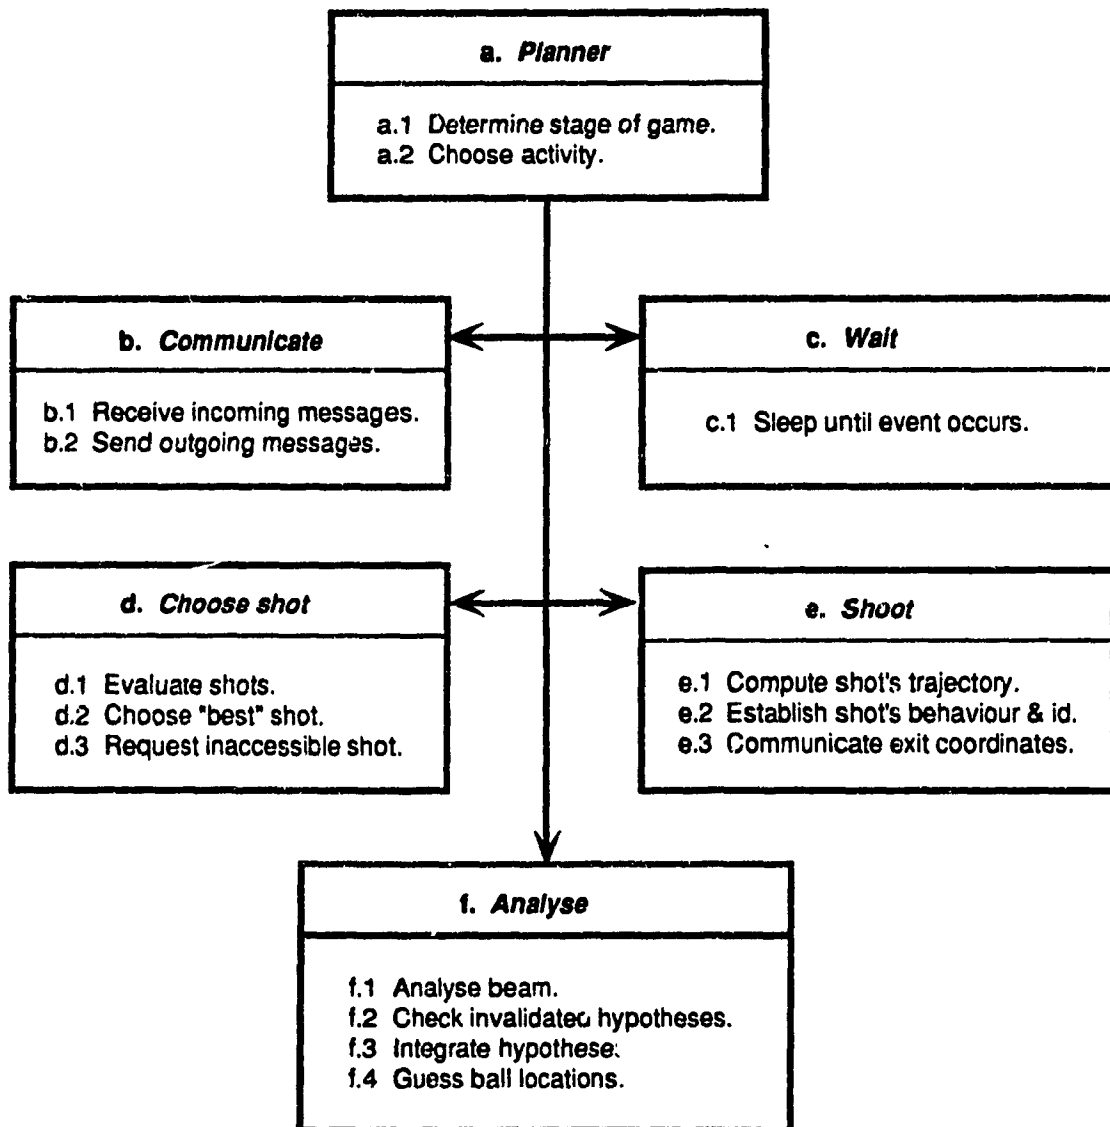 a. Planner
a.1 Determine stage of game.
a.2 Choose activity.
b. Communicate
b.1 Receive incoming messages.
b.2 Send outgoing messages.
c. Wait
c.1 Sleep until event occurs.
d. Choose shot
d.1 Evaluate shots.
d.2 Choose "best" shot.
d.3 Request inaccessible shot.
e. Shoot
e.1 Compute shot's trajectory.
e.2 Establish shot's behaviour & id.
e.3 Communicate exit coordinates.
f. Analyse
f.1 Analyse beam.
f.2 Check invalidated hypotheses.
f.3 Integrate hypotheses.
f.4 Guess ball locations.